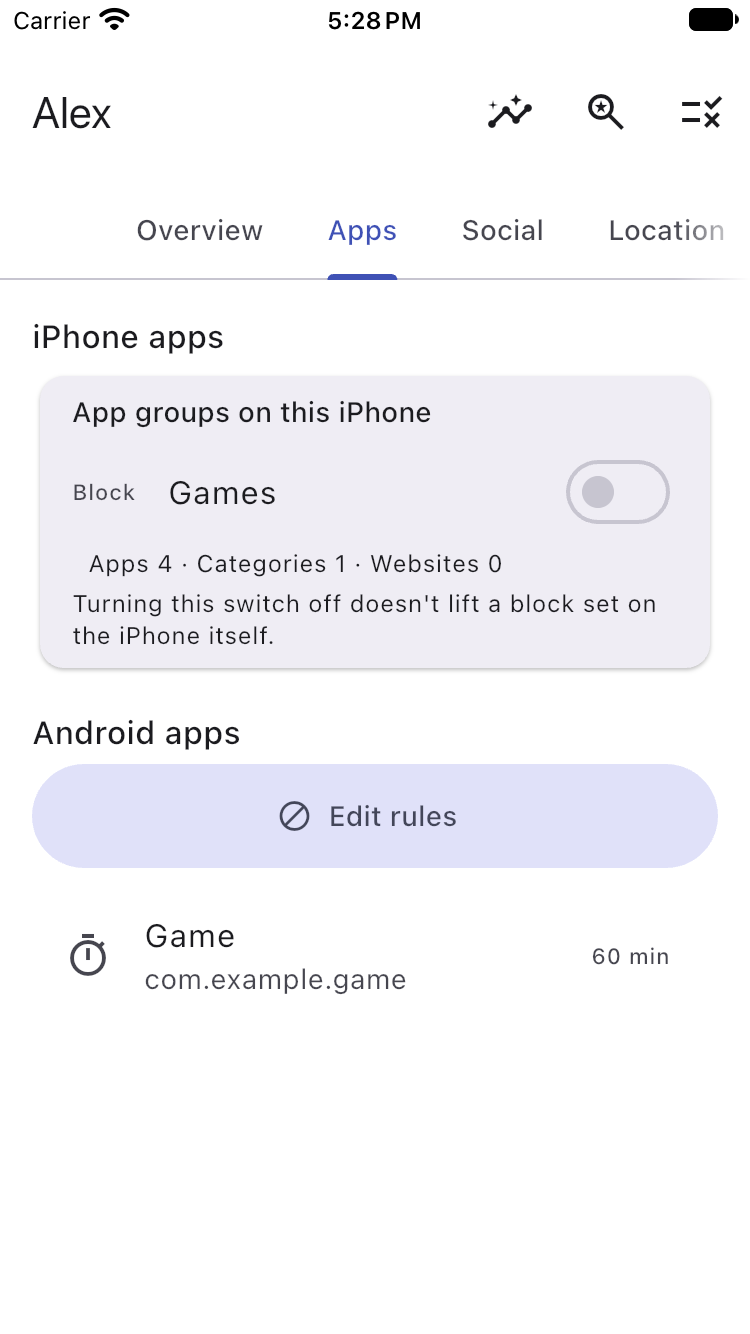 Carrier 5:28 PM
Alex
Overview Apps Social Location
iPhone apps
App groups on this iPhone
Block Games
Apps 4 · Categories 1 · Websites 0
Turning this switch off doesn't lift a block set on
the iPhone itself.
Android apps
Edit rules
Game
com.example.game
60 min